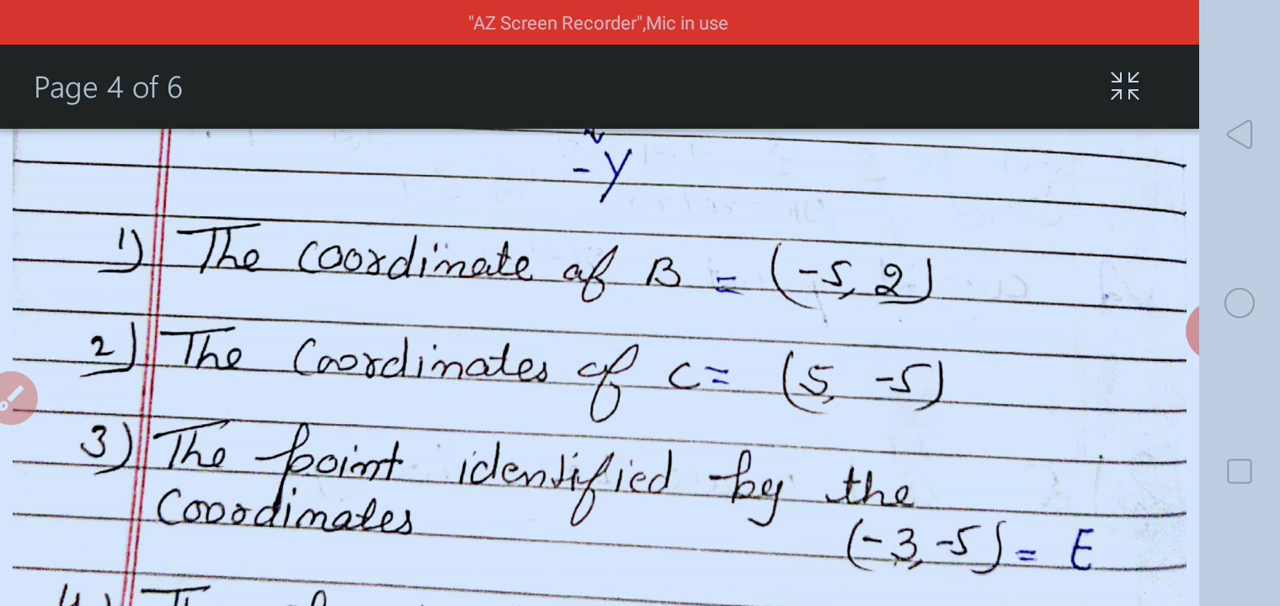 "AZ Screen Recorder",Mic in use
Page 4 of 6
-y
1) The coordinate of B = (-5, 2)
2) The Coordinates of C = (5, -5)
3) The point identified by the
Coordinates
(-3, -5) = E